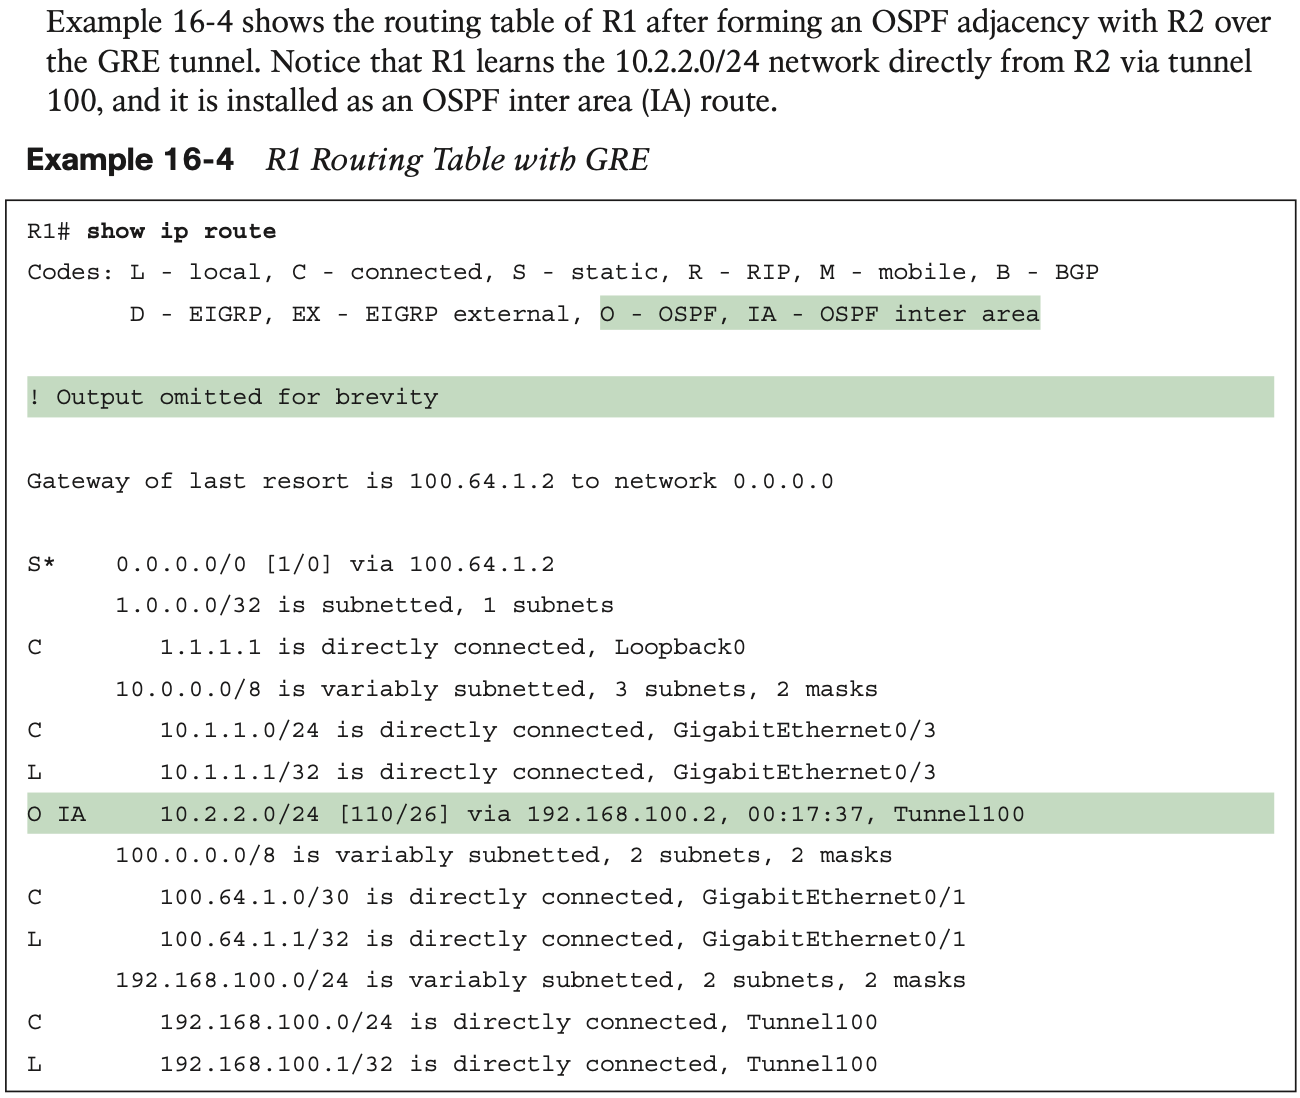 Example 16-4 shows the routing table of R1 after forming an OSPF adjacency with R2 over
the GRE tunnel. Notice that R1 learns the 10.2.2.0/24 network directly from R2 via tunnel
100, and it is installed as an OSPF inter area (IA) route.
Example 16-4 R1 Routing Table with GRE
R1# show ip route
Codes: L - local, C - connected, S - static, R - RIP, M - mobile, B - BGP
D - EIGRP, EX - EIGRP external, O - OSPF, IA - OSPF inter area
! Output omitted for brevity
Gateway of last resort is 100.64.1.2 to network 0.0.0.0
S* 0.0.0.0/0 [1/0] via 100.64.1.2
1.0.0.0/32 is subnetted, 1 subnets
C 1.1.1.1 is directly connected, Loopback0
10.0.0.0/8 is variably subnetted, 3 subnets, 2 masks
C 10.1.1.0/24 is directly connected, GigabitEthernet0/3
L 10.1.1.1/32 is directly connected, GigabitEthernet0/3
O IA 10.2.2.0/24 [110/26] via 192.168.100.2, 00:17:37, Tunnel100
100.0.0.0/8 is variably subnetted, 2 subnets, 2 masks
C 100.64.1.0/30 is directly connected, GigabitEthernet0/1
L 100.64.1.1/32 is directly connected, GigabitEthernet0/1
192.168.100.0/24 is variably subnetted, 2 subnets, 2 masks
C 192.168.100.0/24 is directly connected, Tunnel100
L 192.168.100.1/32 is directly connected, Tunnel100